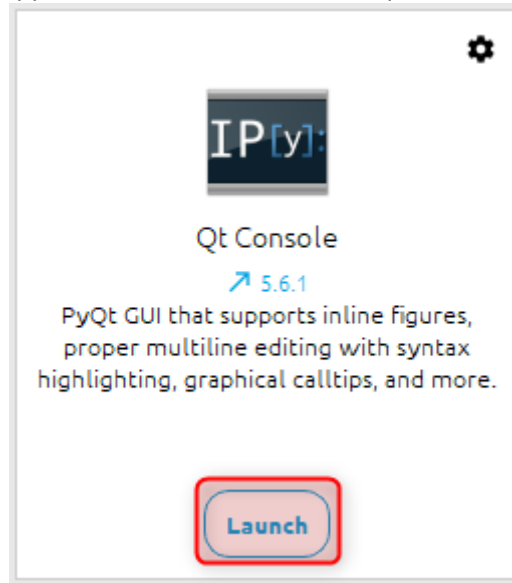 IP[y]:
Qt Console
5.6.1
PyQt GUI that supports inline figures,
proper multiline editing with syntax
highlighting, graphical calltips, and more.
Launch